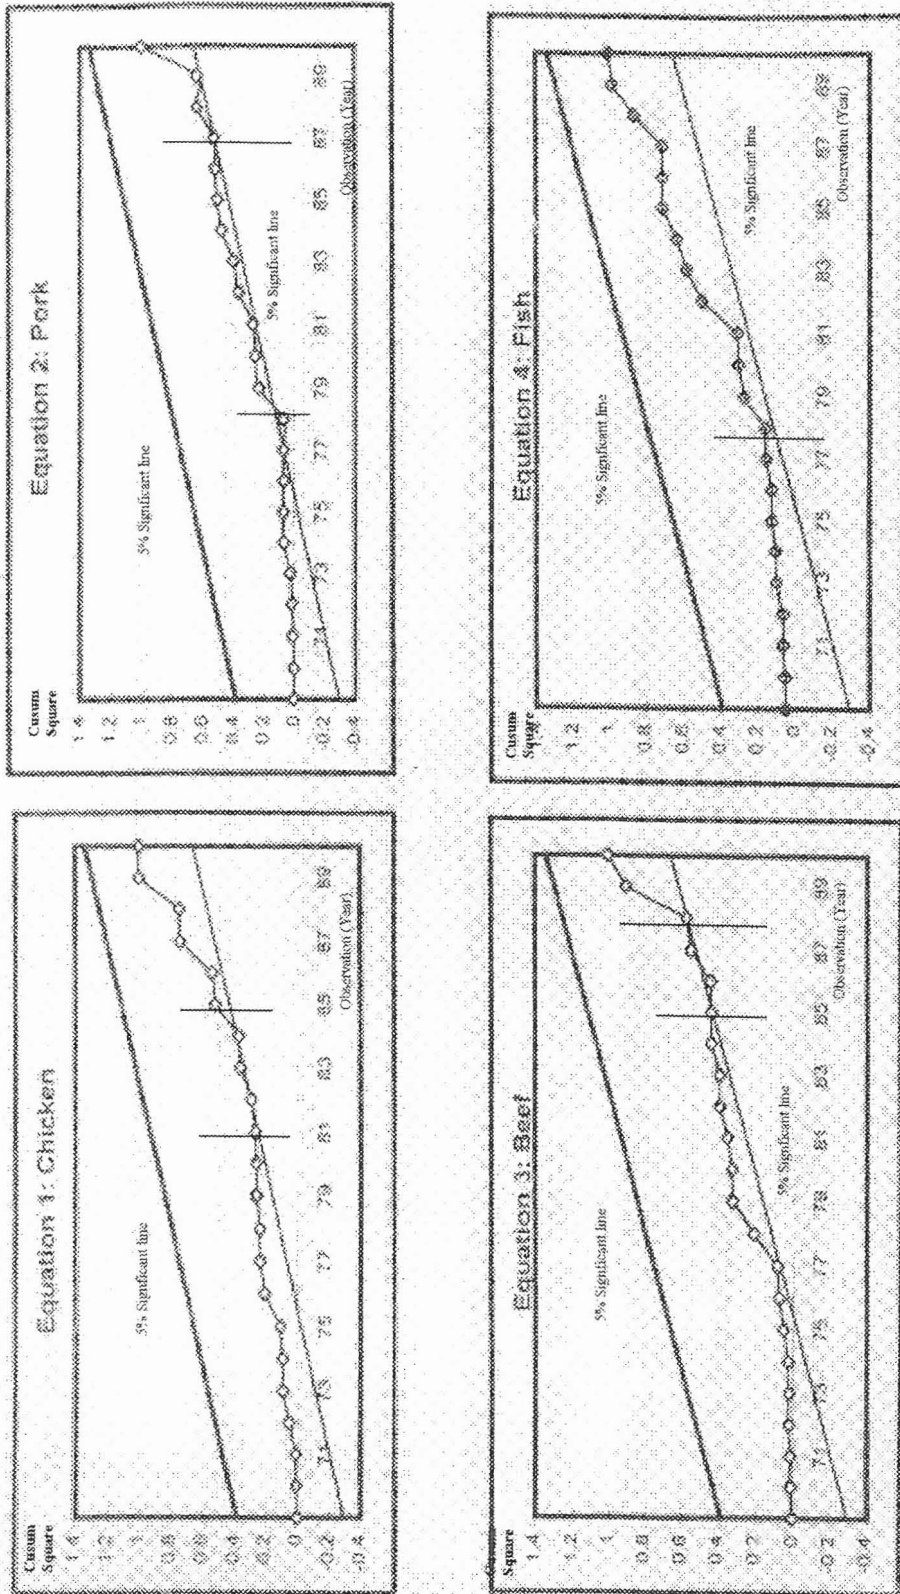 Equation 1: Chicken
Cusum
Square
1.4
1.2
1
0.8
0.6
0.4
0.2
0
-0.2
-0.4
5% Significant line
5% Significant line
71 73 75 77 79 81 83 85 87 89
Observation (Year)
Equation 2: Pork
Cusum
Square
1.4
1.2
1
0.8
0.6
0.4
0.2
0
-0.2
-0.4
5% Significant line
5% Significant line
71 73 75 77 79 81 83 85 87 89
Observation (Year)
Equation 3: Beef
Square
1.4
1.2
1
0.8
0.6
0.4
0.2
0
-0.2
-0.4
5% Significant line
5% Significant line
71 73 75 77 79 81 83 85 87 89
Observation (Year)
Equation 4: Fish
Cusum
Square
1.2
1
0.8
0.6
0.4
0.2
0
-0.2
-0.4
5% Significant line
5% Significant line
71 73 75 77 79 81 83 85 87 89
Observation (Year)